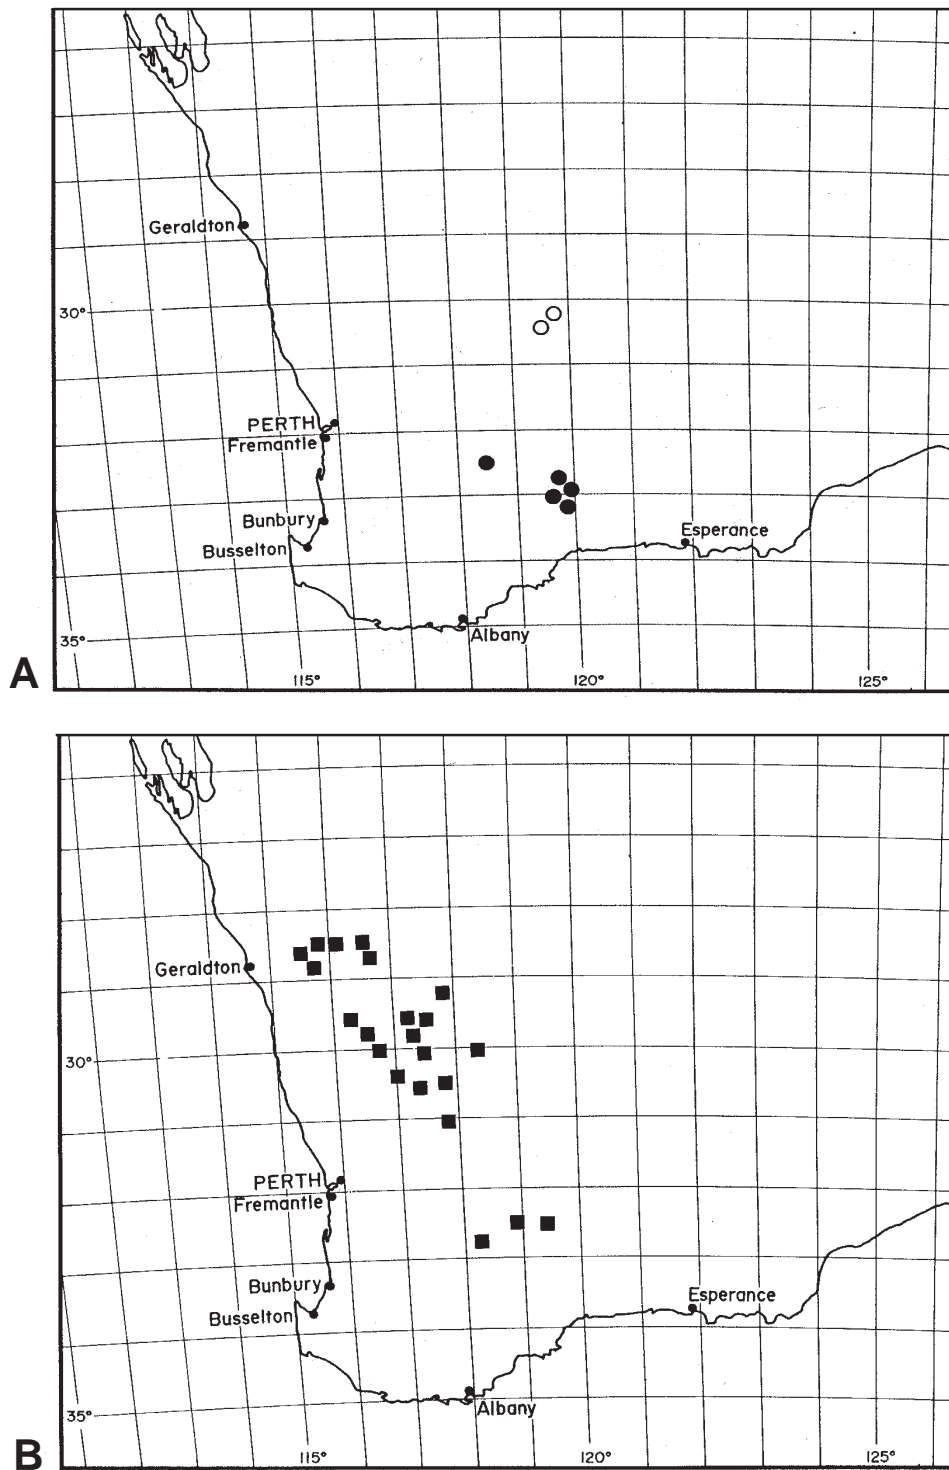 Geraldton
30°
PERTH
Fremantle
Bunbury
Esperance
Busselton
Albany
35°
A
115°
120°
125°
Geraldton
30°
PERTH
Fremantle
Bunbury
Esperance
Busselton
Albany
35°
B
115°
120°
125°